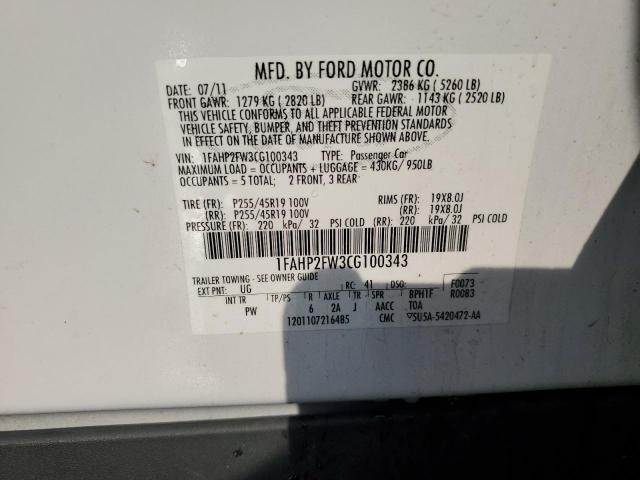 MFD. BY FORD MOTOR CO.
DATE: 07/11 GVWR: 2386 KG ( 5260 LB)
FRONT GAWR: 1279 KG ( 2820 LB) REAR GAWR: 1143 KG ( 2520 LB)
THIS VEHICLE CONFORMS TO ALL APPLICABLE FEDERAL MOTOR
VEHICLE SAFETY, BUMPER, AND THEFT PREVENTION STANDARDS
IN EFFECT ON THE DATE OF MANUFACTURE SHOWN ABOVE.
VIN: 1FAHP2FW3CG100343 TYPE: Passenger Car
MAXIMUM LOAD = OCCUPANTS + LUGGAGE = 430KG/ 950LB
OCCUPANTS = 5 TOTAL; 2 FRONT, 3 REAR
TIRE (FR): P255/45R19 100V RIMS (FR): 19X8.0J
(RR): P255/45R19 100V (RR): 19X8.0J
PRESSURE (FR): 220 kPa/ 32 PSI COLD (RR): 220 kPa/ 32 PSI COLD
1FAHP2FW3CG100343
TRAILER TOWING - SEE OWNER GUIDE
EXT PNT: UG RC: 41 DSO: F0073
R0083
INT TR TP/PS R AXLE TR SPR BPH1F
PW 6 2A J AACC TOA
12011072164B5 CMC ▽SU5A-5420472-AA